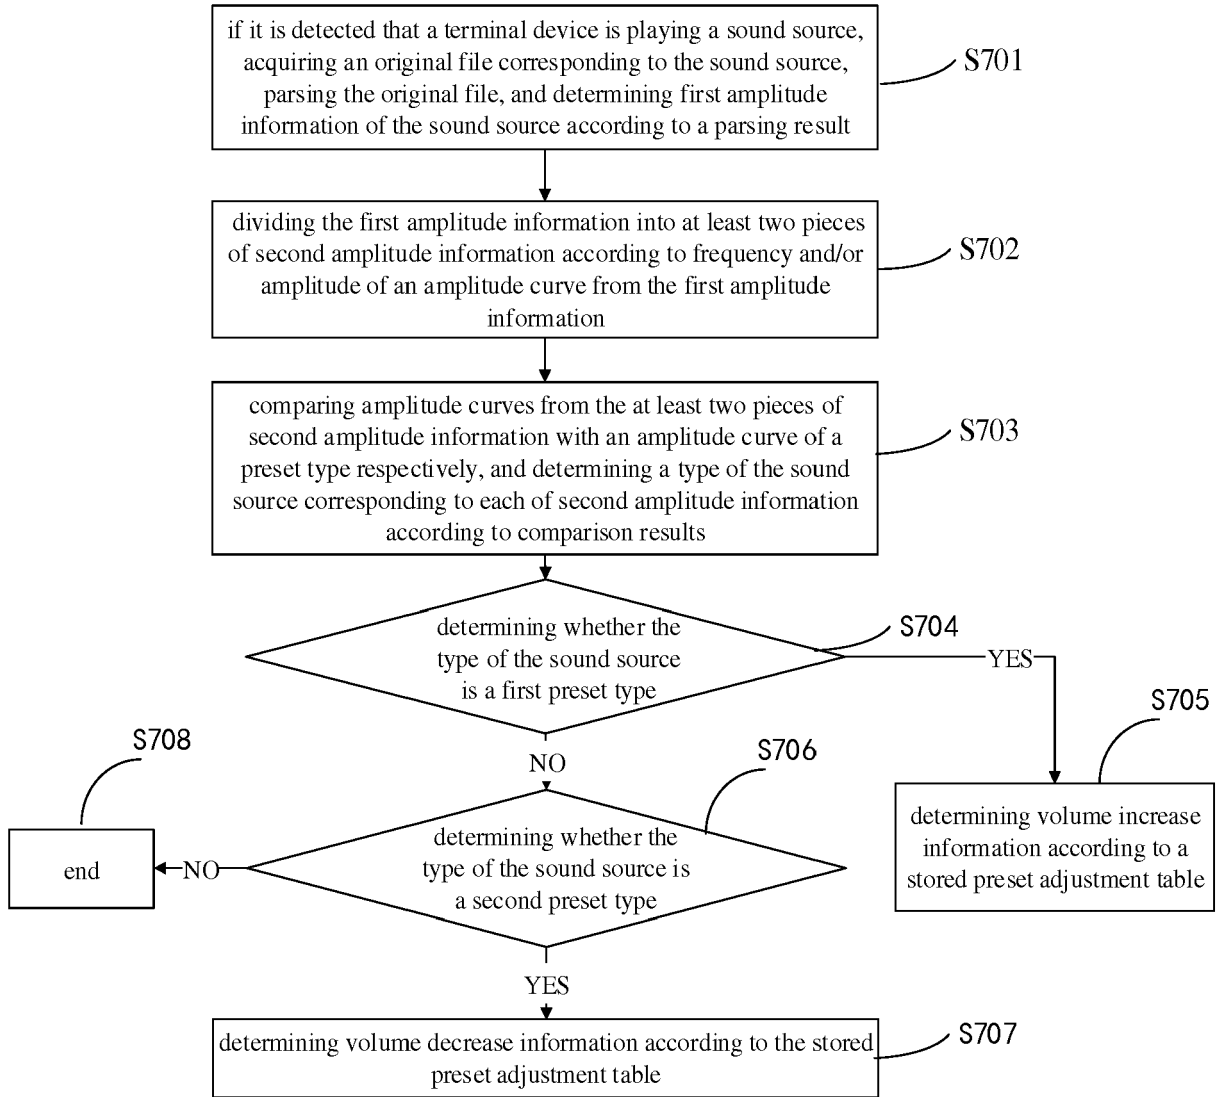 if it is detected that a terminal device is playing a sound source,
acquiring an original file corresponding to the sound source,
parsing the original file, and determining first amplitude
information of the sound source according to a parsing result
S701
dividing the first amplitude information into at least two pieces
of second amplitude information according to frequency and/or
amplitude of an amplitude curve from the first amplitude
information
S702
comparing amplitude curves from the at least two pieces of
second amplitude information with an amplitude curve of a
preset type respectively, and determining a type of the sound
source corresponding to each of second amplitude information
according to comparison results
S703
determining whether the
type of the sound source
is a first preset type
S704
YES
S705
determining volume increase
information according to a
stored preset adjustment table
NO
S706
determining whether the
type of the sound source is
a second preset type
NO
S708
end
YES
determining volume decrease information according to the stored
preset adjustment table
S707